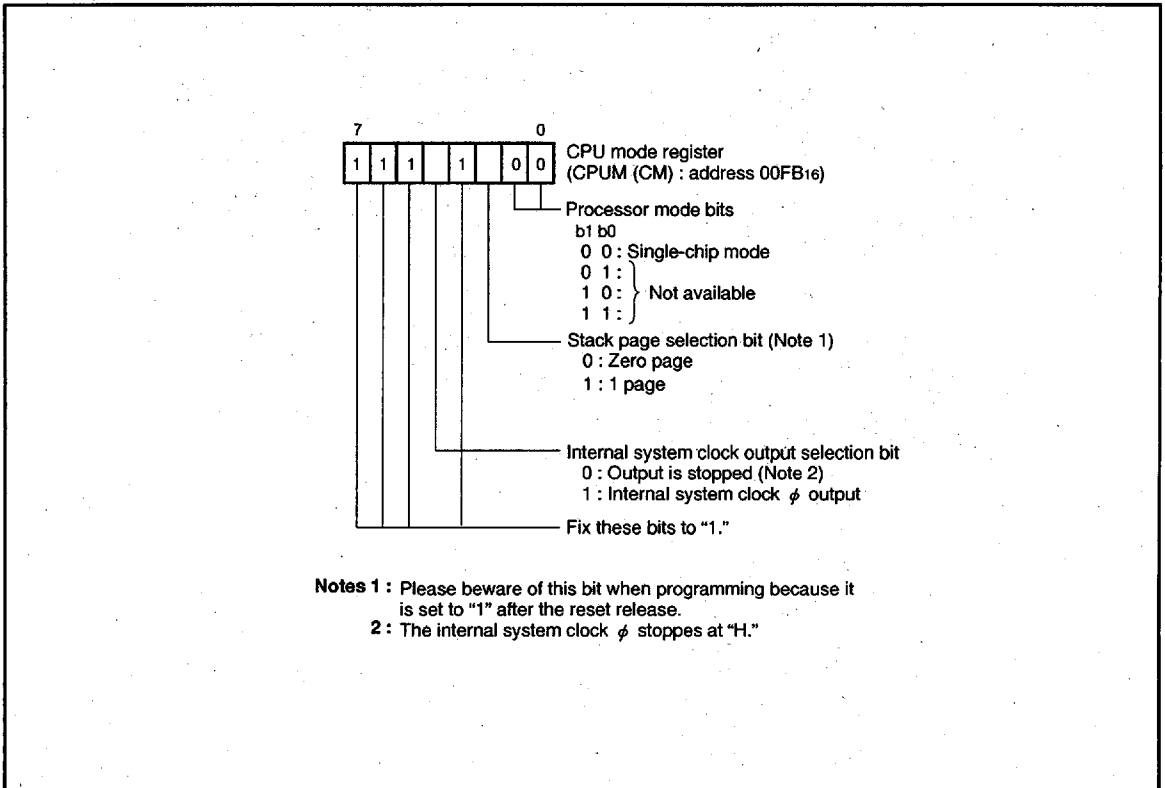 7 0
1 1 1 1 0 0
CPU mode register
(CPUM (CM) : address 00FB16)
Processor mode bits
b1 b0
0 0 : Single-chip mode
0 1 :
1 0 : Not available
1 1 :
Stack page selection bit (Note 1)
0 : Zero page
1 : 1 page
Internal system clock output selection bit
0 : Output is stopped (Note 2)
1 : Internal system clock ϕ output
Fix these bits to “1.”
Notes 1 : Please beware of this bit when programming because it
is set to “1” after the reset release.
2 : The internal system clock ϕ stoppes at “H.”